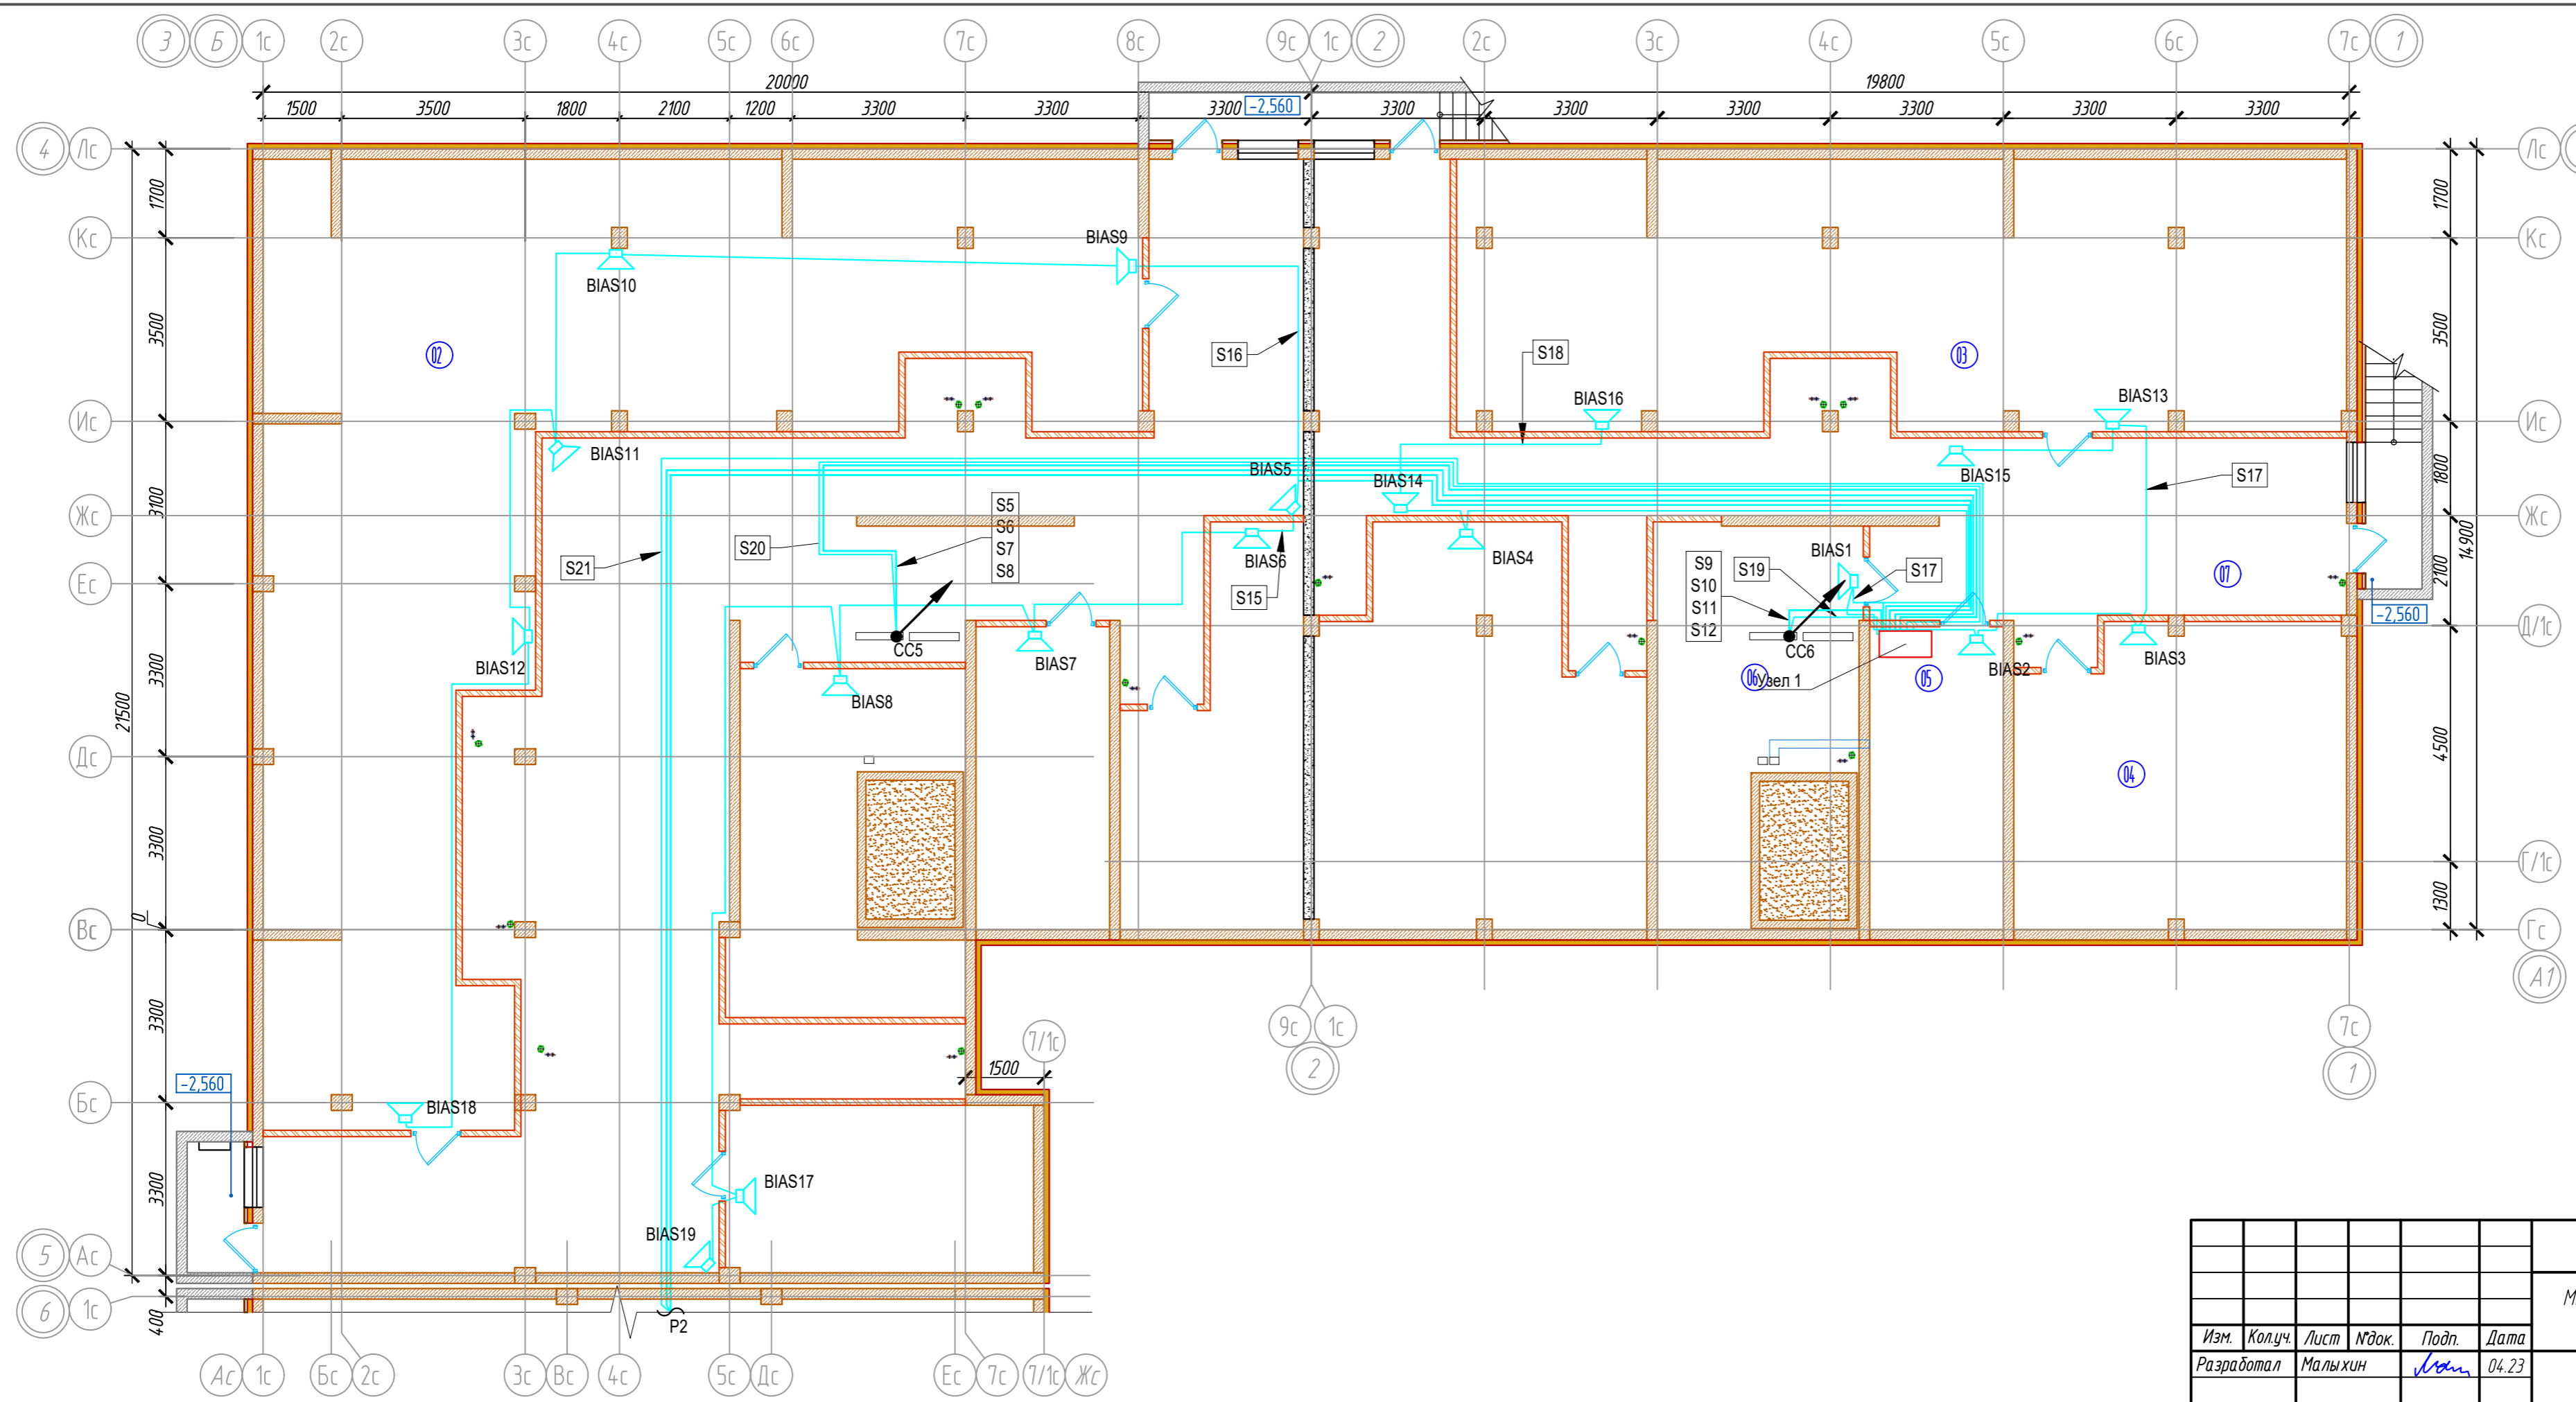 3 Б 1с 2с 3с 4с 5с 6с 7с 8с 9с 1с 2 2с 3с 4с 5с 6с 7с 1
20000 19800
1500 3500 1800 2100 1200 3300 3300 3300 -2,560 3300 3300 3300 3300 3300 3300
4 Лс Лс
1700 1700
Кс Кс
BIAS9
BIAS10
3500 3500
02 S16 S18 03
BIAS16 BIAS13
Ис Ис
BIAS11 BIAS5 BIAS14 BIAS15 S17
3100 1800
14900
Жс Жс
S5
S6
S7
S8
S20 S21 BIAS6 BIAS4 BIAS1
S9
S10
S11
S12
S19 S17 07
2100
Ес
S15
-2,560
Д/1с
BIAS12 CC5 BIAS7 CC6 BIAS2 BIAS3
BIAS8 06 Узел 1 05
3300
21500
4500
Дс 04
3300
Г/1с
0
1300
Вс Гс
А1
3300
9с 1с 7с
2 1
7/1с
1500
-2,560
Бс BIAS18
3300
BIAS17
BIAS19
5 Ас
6 1с
400
P2
Ас 1с Бс 2с 3с Вс 4с 5с Дс Ес 7с 7/1с Жс
М
Изм. Кол.уч. Лист №док. Подп. Дата
Разработал Малыхин 04.23